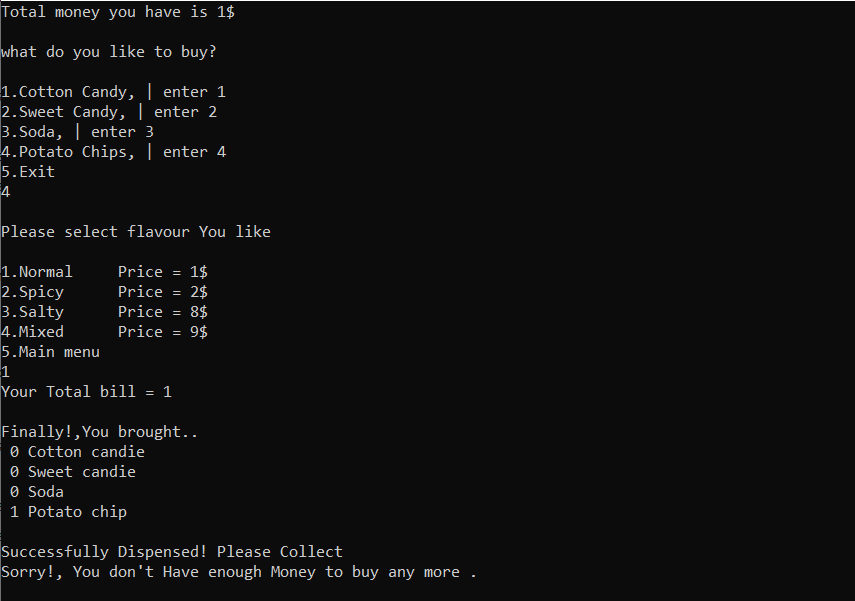 Total money you have is 1$
what do you like to buy?
1.Cotton Candy, | enter 1
2.Sweet Candy, | enter 2
3.Soda, | enter 3
4.Potato Chips, | enter 4
5.Exit
4
Please select flavour You like
1.Normal     Price = 1$
2.Spicy      Price = 2$
3.Salty      Price = 8$
4.Mixed      Price = 9$
5.Main menu
1
Your Total bill = 1
Finally!,You brought..
 0 Cotton candie
 0 Sweet candie
 0 Soda
 1 Potato chip
Successfully Dispensed! Please Collect
Sorry!, You don't Have enough Money to buy any more .